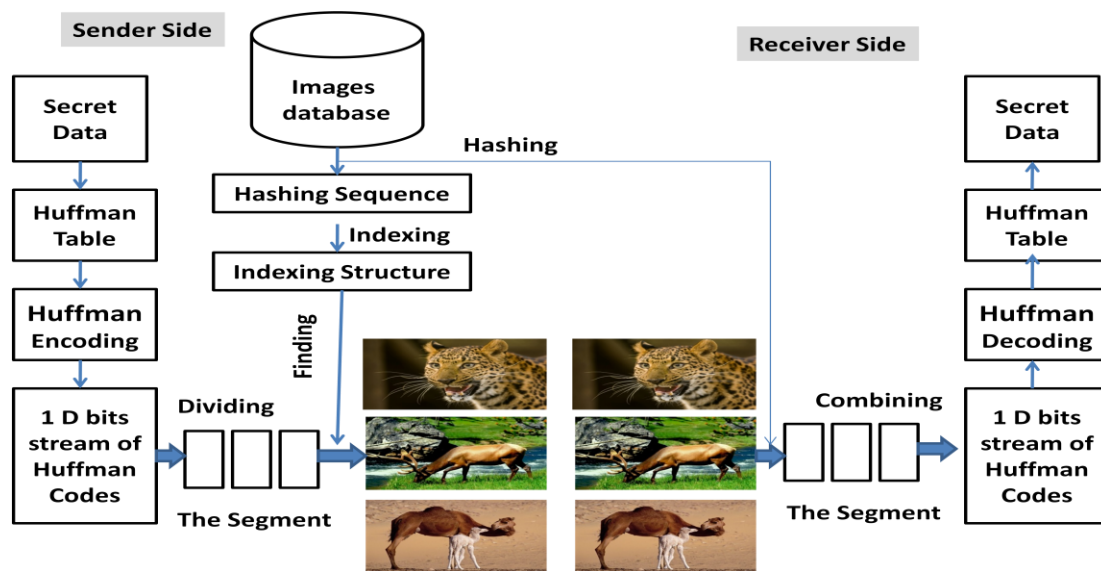 Sender Side
Receiver Side
Secret
Data
Huffman
Table
Huffman
Encoding
1 D bits
stream of
Huffman
Codes
Dividing
The Segment
Images
database
Hashing
Hashing Sequence
Indexing
Indexing Structure
Finding
Combining
The Segment
Secret
Data
Huffman
Table
Huffman
Decoding
1 D bits
stream of
Huffman
Codes